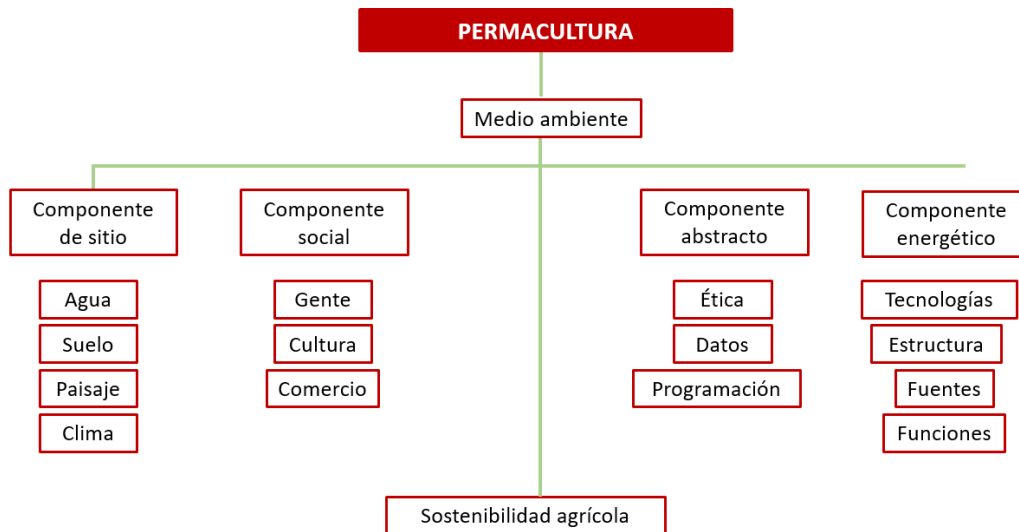 PERMACULTURA
Medio ambiente
Componente
de sitio
Agua
Suelo
Paisaje
Clima
Componente
social
Gente
Cultura
Comercio
Componente
abstracto
Ética
Datos
Programación
Componente
energético
Tecnologías
Estructura
Fuentes
Funciones
Sostenibilidad agrícola